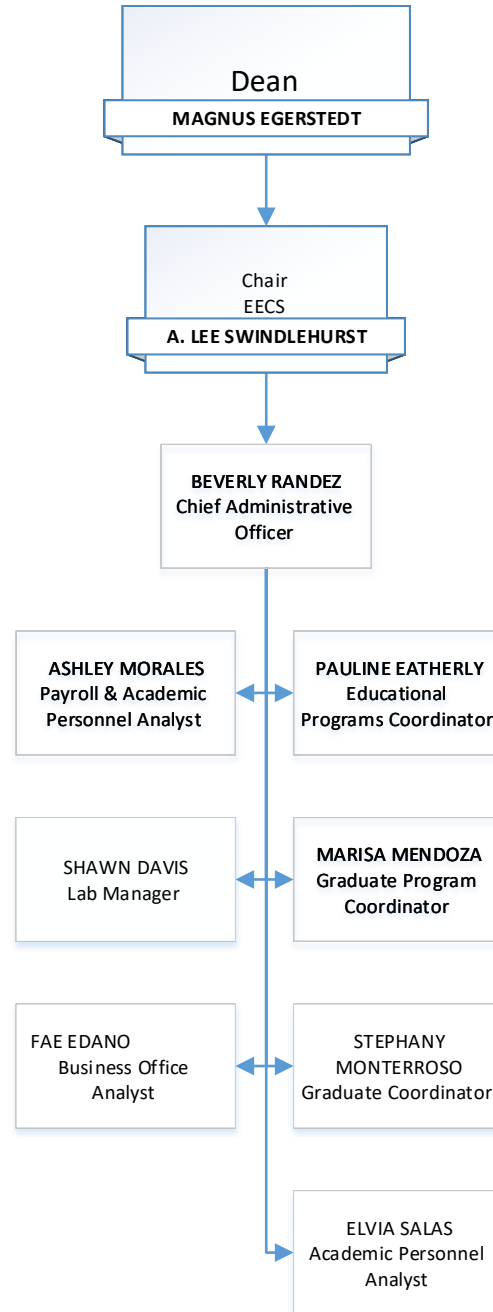 Dean
MAGNUS EGERSTEDT
Chair
EECS
A. LEE SWINDLEHURST
BEVERLY RANDEZ
Chief Administrative
Officer
ASHLEY MORALES
Payroll & Academic
Personnel Analyst
PAULINE EATHERLY
Educational
Programs Coordinator
SHAWN DAVIS
Lab Manager
MARISA MENDOZA
Graduate Program
Coordinator
FAE EDANO
Business Office
Analyst
STEPHANY
MONTERROSO
Graduate Coordinator
ELVIA SALAS
Academic Personnel
Analyst